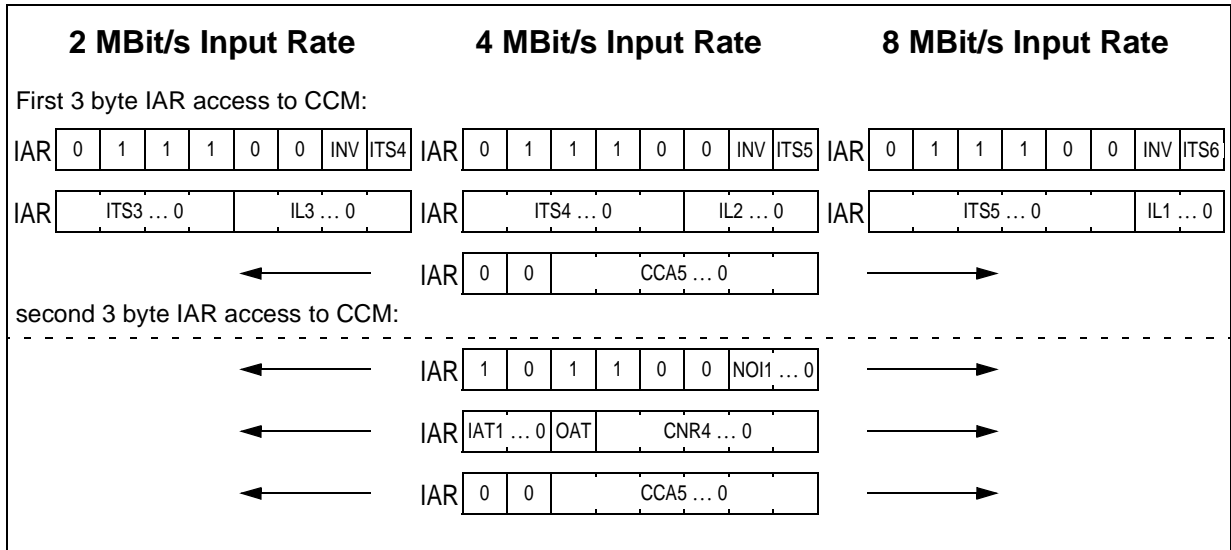 2 MBit/s Input Rate 4 MBit/s Input Rate 8 MBit/s Input Rate
First 3 byte IAR access to CCM:
IAR 0 1 1 1 0 0 INV ITS4 IAR 0 1 1 1 0 0 INV ITS5 IAR 0 1 1 1 0 0 INV ITS6
IAR ITS3 … 0 IL3 … 0 IAR ITS4 … 0 IL2 … 0 IAR ITS5 … 0 IL1 … 0
IAR 0 0 CCA5 … 0
second 3 byte IAR access to CCM:
IAR 1 0 1 1 0 0 NOI1 … 0
IAR IAT1 … 0 OAT CNR4 … 0
IAR 0 0 CCA5 … 0